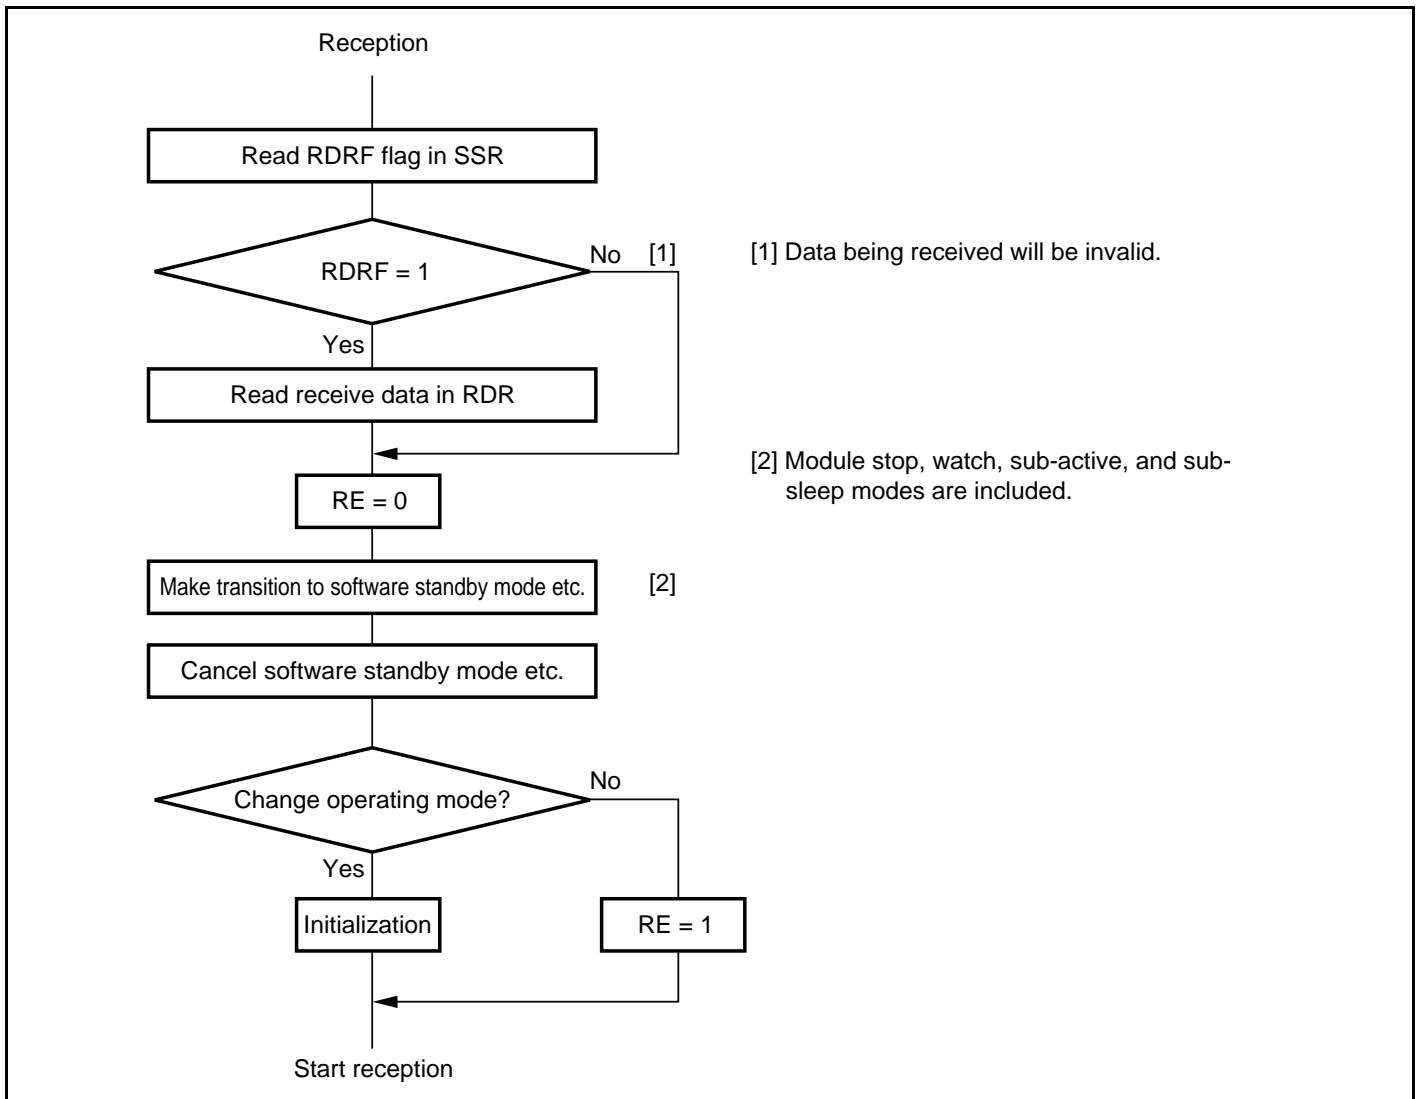 Reception
Read RDRF flag in SSR
RDRF = 1
No
[1]
[1] Data being received will be invalid.
Yes
Read receive data in RDR
[2] Module stop, watch, sub-active, and sub-
sleep modes are included.
RE = 0
Make transition to software standby mode etc.
[2]
Cancel software standby mode etc.
Change operating mode?
No
Yes
Initialization
RE = 1
Start reception